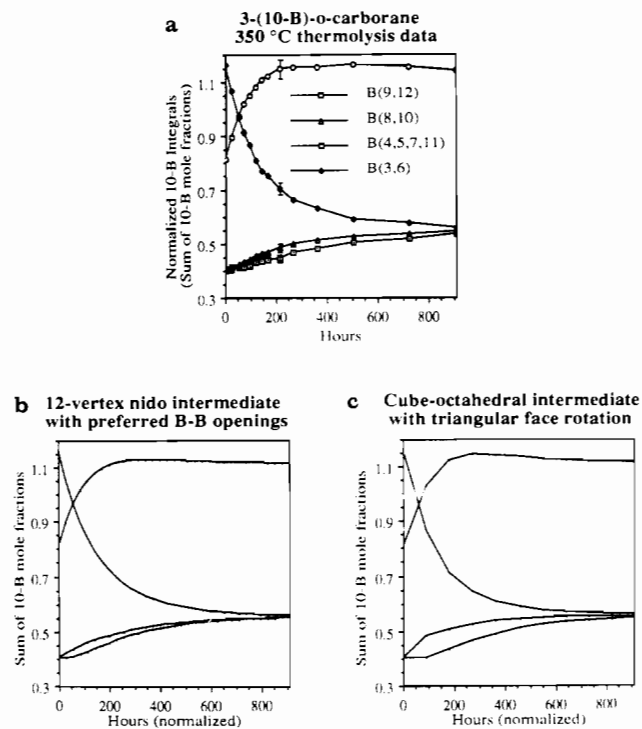 a
3-(10-B)-o-carborane
350 °C thermolysis data
Normalized 10-B Integrals
(Sum of 10-B mole fractions)
1.1
0.9
0.7
0.5
0.3
B(9,12)
B(8,10)
B(4,5,7,11)
B(3,6)
0 200 400 600 800
Hours
b 12-vertex nido intermediate
with preferred B-B openings
Sum of 10-B mole fractions
1.1
0.9
0.7
0.5
0.3
0 200 400 600 800
Hours (normalized)
c Cube-octahedral intermediate
with triangular face rotation
Sum of 10-B mole fractions
1.1
0.9
0.7
0.5
0.3
0 200 400 600 800
Hours (normalized)